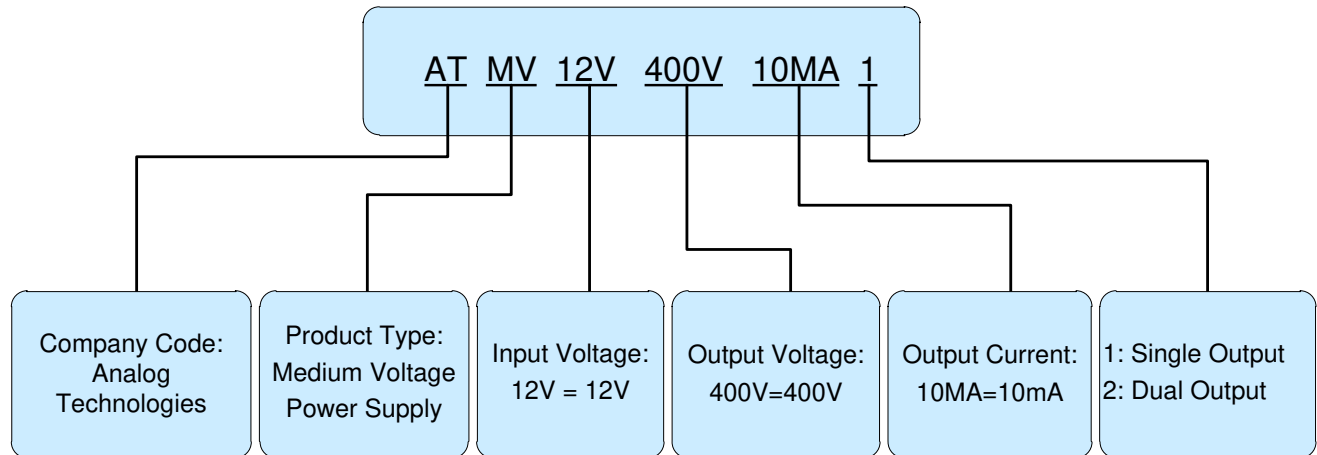 AT MV 12V 400V 10MA 1
Company Code:
Analog
Technologies
Product Type:
Medium Voltage
Power Supply
Input Voltage:
12V = 12V
Output Voltage:
400V=400V
Output Current:
10MA=10mA
1: Single Output
2: Dual Output